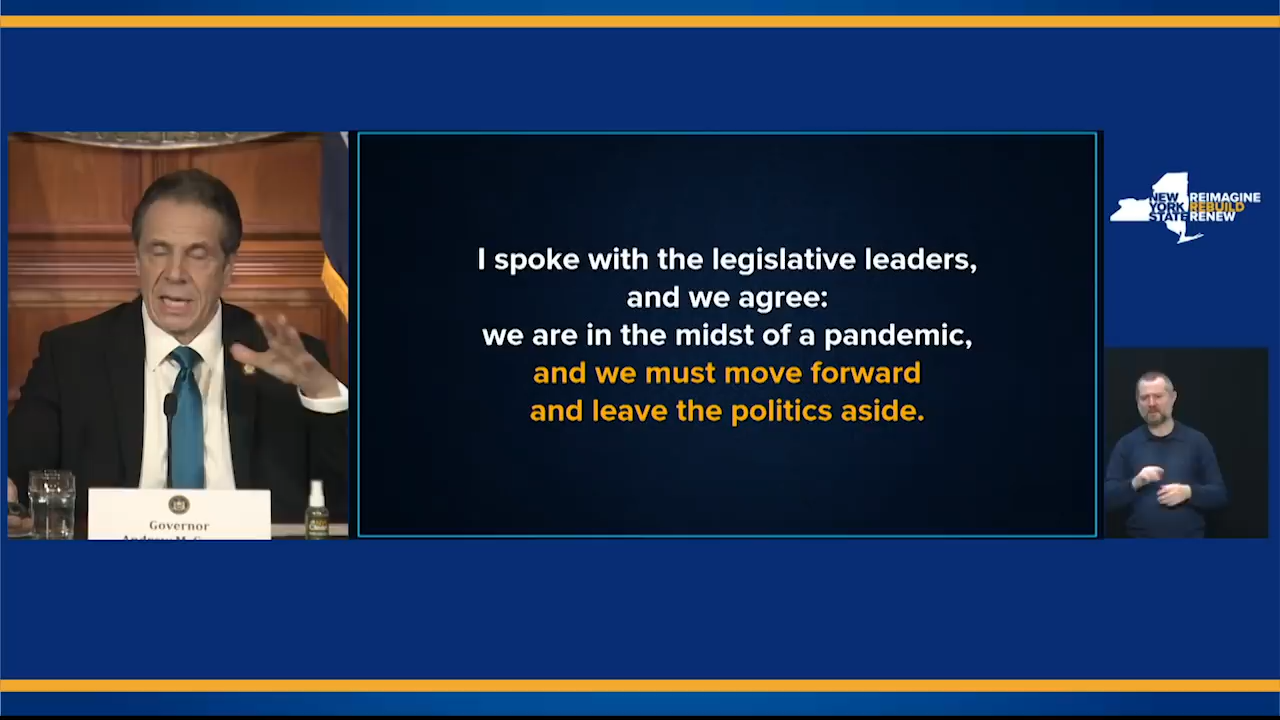 I spoke with the legislative leaders,
and we agree:
we are in the midst of a pandemic,
and we must move forward
and leave the politics aside.
NEW
YORK
STATE
REIMAGINE
REBUILD
RENEW
Governor